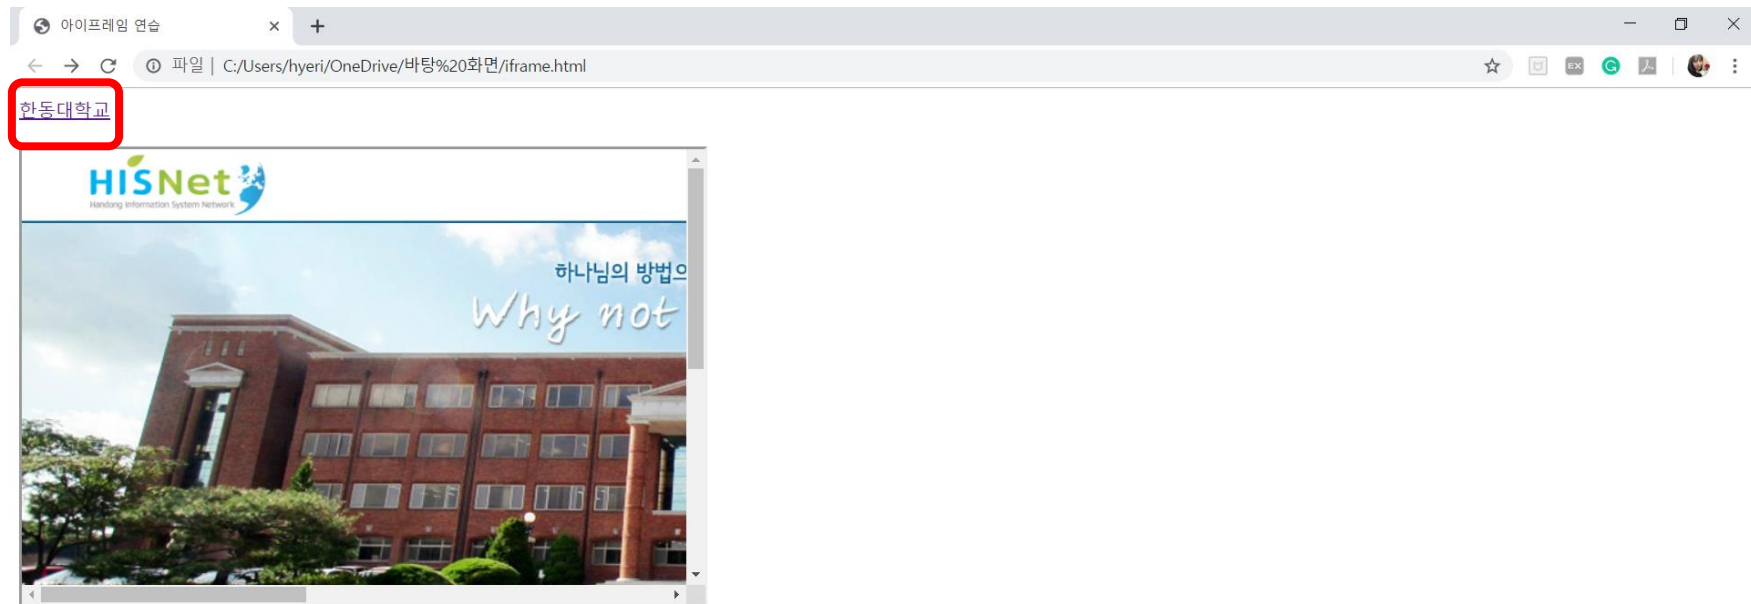 아이프레임 연습
파일 | C:/Users/hyeri/OneDrive/바탕%20화면/iframe.html
EX
G
한동대학교
HISNet
Handong Information System Network
하나님의 방법으
Why not